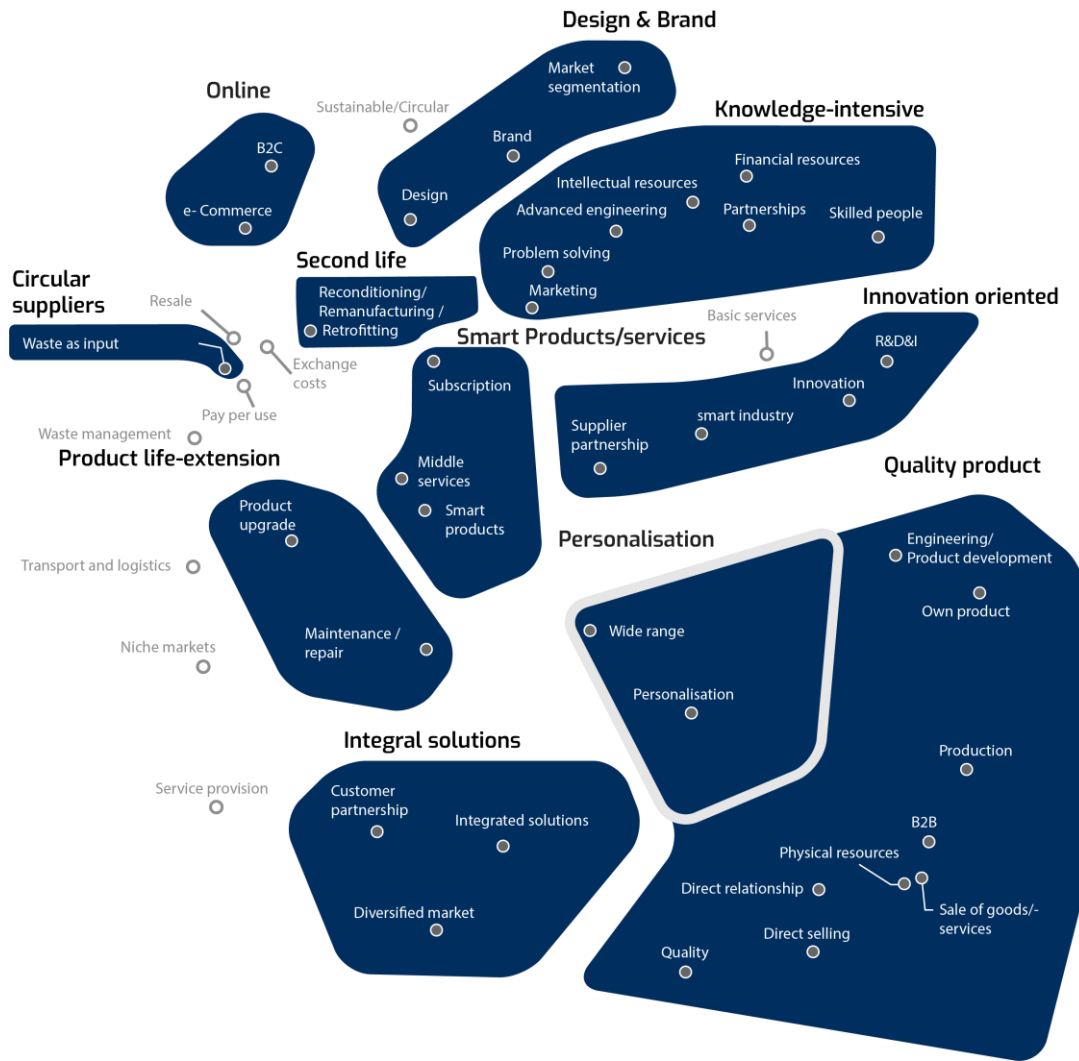 Design & Brand
Market
segmentation
Brand
Design
Sustainable/Circular
Online
B2C
e- Commerce
Knowledge-intensive
Financial resources
Intellectual resources
Advanced engineering
Partnerships
Skilled people
Problem solving
Marketing
Second life
Reconditioning/
Remanufacturing /
Retrofitting
Circular
suppliers
Waste as input
Resale
Exchange
costs
Pay per use
Waste management
Smart Products/services
Subscription
Middle
services
Smart
products
Basic services
Innovation oriented
R&D&I
Innovation
smart industry
Supplier
partnership
Product life-extension
Product
upgrade
Maintenance /
repair
Transport and logistics
Niche markets
Service provision
Personalisation
Wide range
Personalisation
Quality product
Engineering/
Product development
Own product
Production
B2B
Physical resources
Direct relationship
Sale of goods/-
services
Direct selling
Quality
Integral solutions
Customer
partnership
Integrated solutions
Diversified market